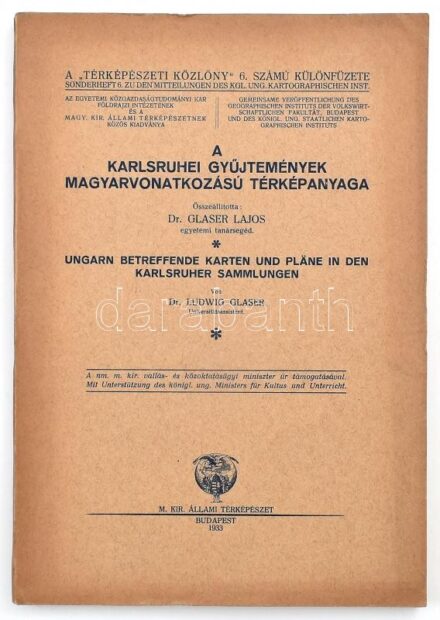 A „TÉRKÉPÉSZETI KÖZLÖNY“ 6. SZÁMÚ KÜLÖNFÜZETE
SONDERHEFT 6. ZU DEN MITTEILUNGEN DES KGL. UNG. KARTOGRAPHISCHEN INST.
AZ EGYETEMI KÖZGAZDASÁGTUDOMÁNYI KAR
FÖLDRAJZI INTÉZETÉNEK
ÉS A
MAGY. KIR. ÁLLAMI TÉRKÉPÉSZETNEK
KÖZÖS KIADVÁNYA
GEMEINSAME VERÖFFENTLICHUNG DES
GEOGRAPHISCHEN INSTITUTS DER VOLKSWIRT-
SCHAFTLICHEN FAKULTÄT, BUDAPEST
UND DES KÖNIGL. UNG. STAATLICHEN KARTO-
GRAPHISCHEN INSTITUTS
A
KARLSRUHEI GYŰJTEMÉNYEK
MAGYARVONATKOZÁSÚ TÉRKÉPANYAGA
Összeállította:
Dr. GLASER LAJOS
egyetemi tanársegéd.
*
UNGARN BETREFFENDE KARTEN UND PLÄNE IN DEN
KARLSRUHER SAMMLUNGEN
Von
Dr. LUDWIG GLASER
Universitätsassistent.
darabanth
*
A nm. m. kir. vallás- és közoktatásügyi miniszter úr támogatásával.
Mit Unterstützung des königl. ung. Ministers für Kultus und Unterricht.
M. KIR. ÁLLAMI TÉRKÉPÉSZET
BUDAPEST
1933